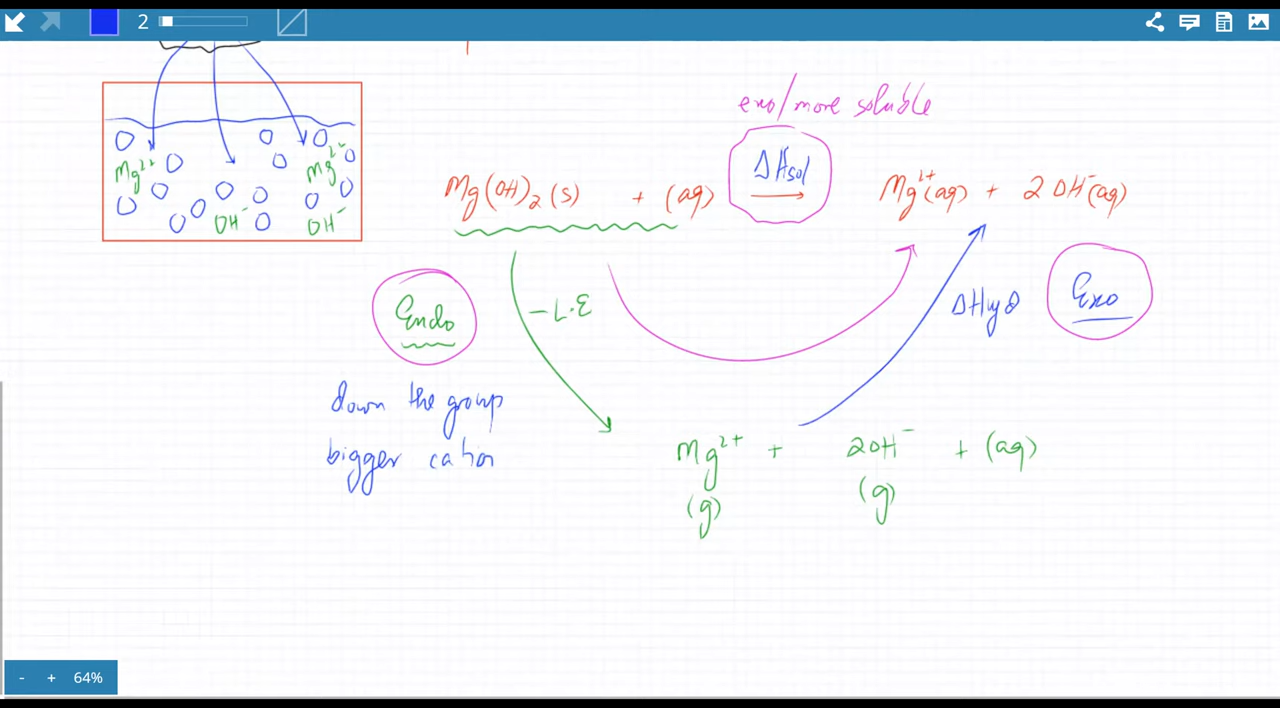 2
exo/more soluble
ΔHsol
Mg(OH)₂(s) + (aq) → Mg²⁺(aq) + 2OH⁻(aq)
Mg²⁺ Mg²⁺
OH⁻ OH⁻
Endo
-L.E
ΔHhyd
Exo
down the group
bigger cation
Mg²⁺ + 2OH⁻ + (aq)
(g) (g)
- + 64%